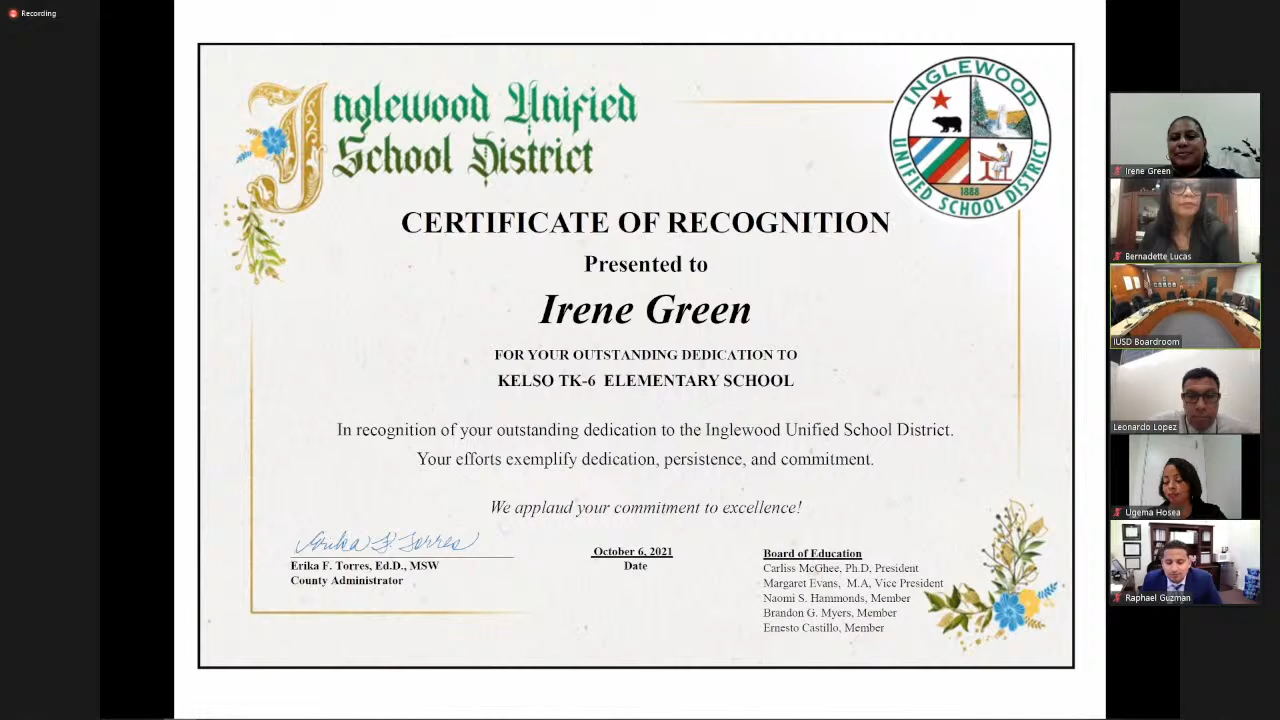 Recording
Inglewood Unified
School District
INGLEWOOD
UNIFIED SCHOOL DISTRICT
1888
CERTIFICATE OF RECOGNITION
Presented to
Irene Green
FOR YOUR OUTSTANDING DEDICATION TO
KELSO TK-6 ELEMENTARY SCHOOL
In recognition of your outstanding dedication to the Inglewood Unified School District.
Your efforts exemplify dedication, persistence, and commitment.
We applaud your commitment to excellence!
Erika F. Torres
Erika F. Torres, Ed.D., MSW
County Administrator
October 6, 2021
Date
Board of Education
Carliss McGhee, Ph.D. President
Margaret Evans, M.A, Vice President
Naomi S. Hammonds, Member
Brandon G. Myers, Member
Ernesto Castillo, Member
Irene Green
Bernadette Lucas
IUSD Boardroom
Leonardo Lopez
Ugema Hosea
Raphael Guzman